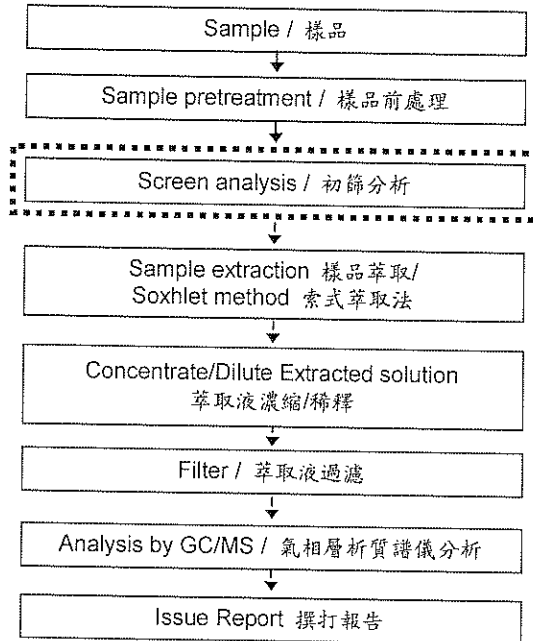 Sample / 樣品
Sample pretreatment / 樣品前處理
Screen analysis / 初篩分析
Sample extraction 樣品萃取/
Soxhlet method 索式萃取法
Concentrate/Dilute Extracted solution
萃取液濃縮/稀釋
Filter / 萃取液過濾
Analysis by GC/MS / 氣相層析質譜儀分析
Issue Report 撰打報告